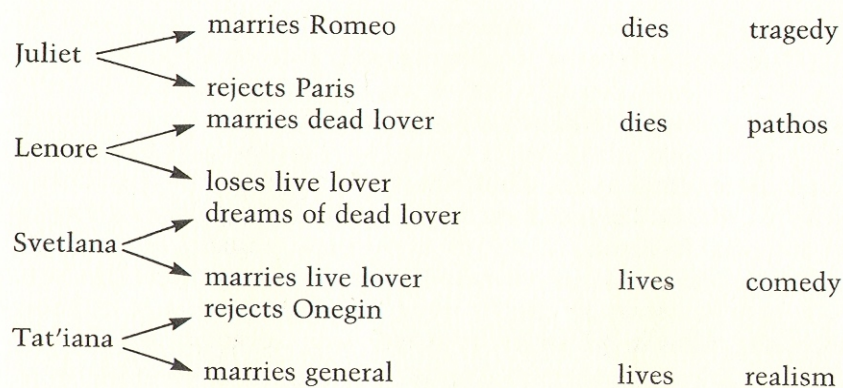 marries Romeo dies tragedy
Juliet
rejects Paris
marries dead lover dies pathos
Lenore
loses live lover
dreams of dead lover
Svetlana
marries live lover lives comedy
rejects Onegin
Tat'iana
marries general lives realism